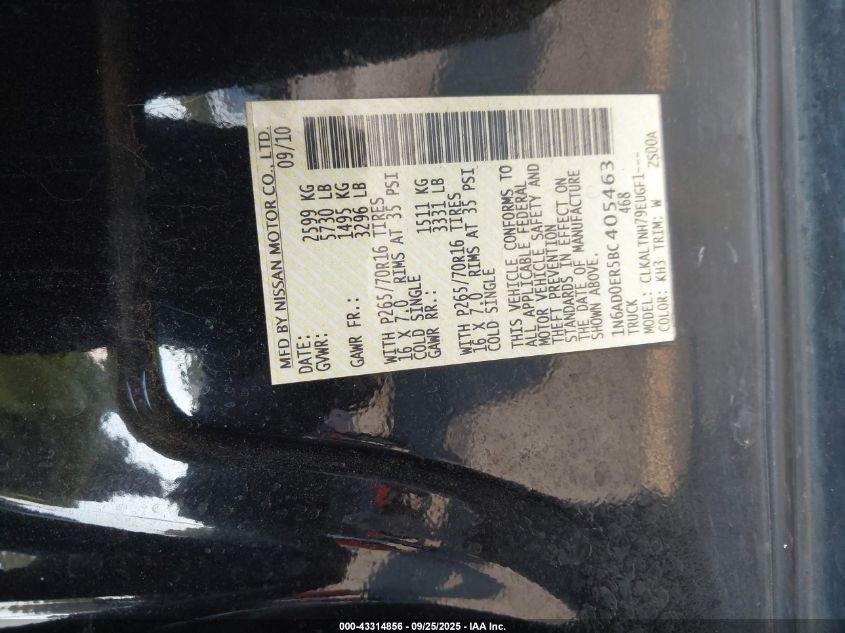 MFD BY NISSAN MOTOR CO., LTD.
DATE: 09/10
GVWR: 2599 KG
5730 LB
GAWR FR.: 1495 KG
3296 LB
WITH P265/70R16 TIRES
16 X 7.0 RIMS AT 35 PSI
COLD SINGLE
GAWR RR.: 1511 KG
3331 LB
WITH P265/70R16 TIRES
16 X 7.0 RIMS AT 35 PSI
COLD SINGLE
THIS VEHICLE CONFORMS TO
ALL APPLICABLE FEDERAL
MOTOR VEHICLE SAFETY AND
THEFT PREVENTION
STANDARDS IN EFFECT ON
THE DATE OF MANUFACTURE
SHOWN ABOVE.
1N6AD0ER5BC405463
TRUCK 468
MODEL: CLKALTNH79EUGF1---
COLOR: KH3 TRIM: W 2S00A
000-43314856 - 09/25/2025 - IAA Inc.